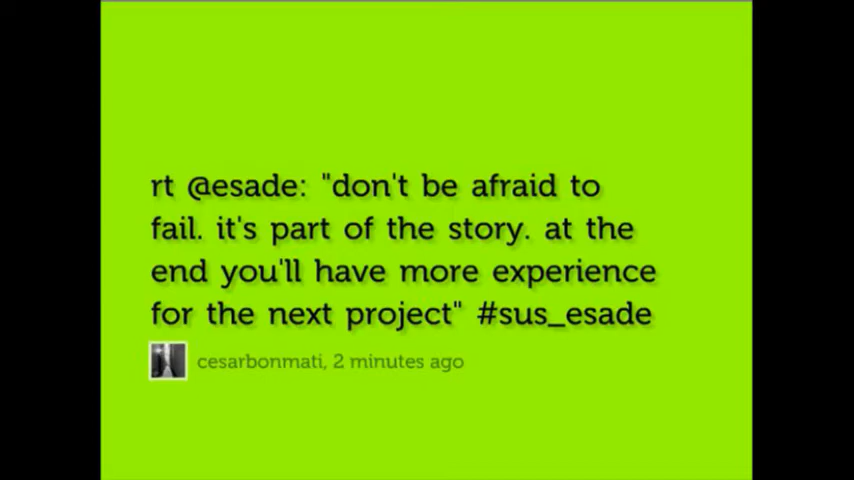 rt @esade: "don't be afraid to
fail. it's part of the story. at the
end you'll have more experience
for the next project" #sus_esade
cesarbonmati, 2 minutes ago